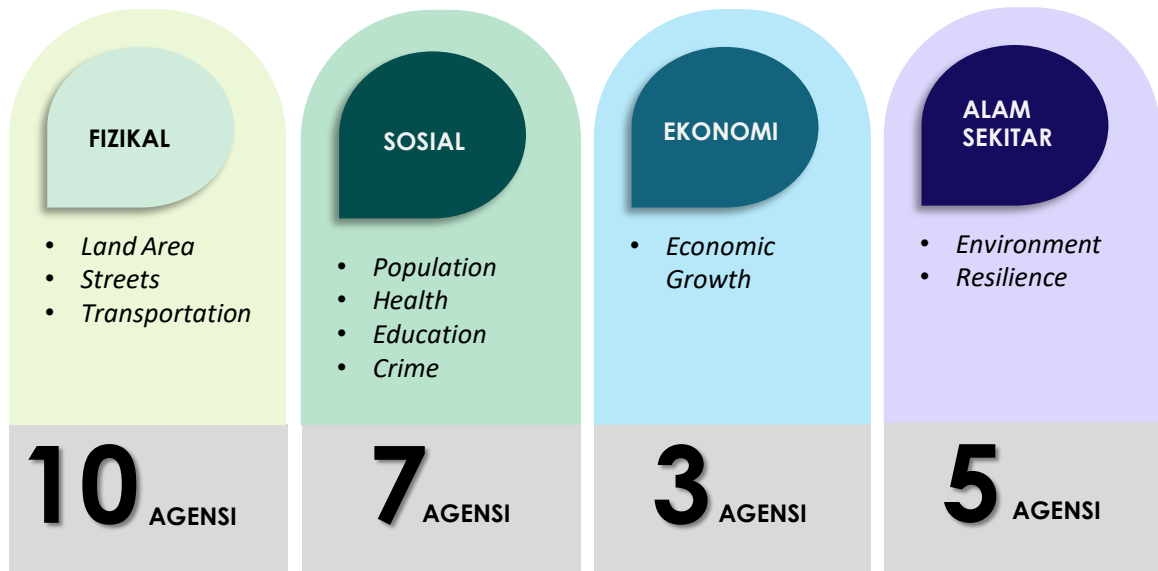 FIZIKAL
• Land Area
• Streets
• Transportation
10 AGENSI
SOSIAL
• Population
• Health
• Education
• Crime
7 AGENSI
EKONOMI
• Economic
Growth
3 AGENSI
ALAM
SEKITAR
• Environment
• Resilience
5 AGENSI